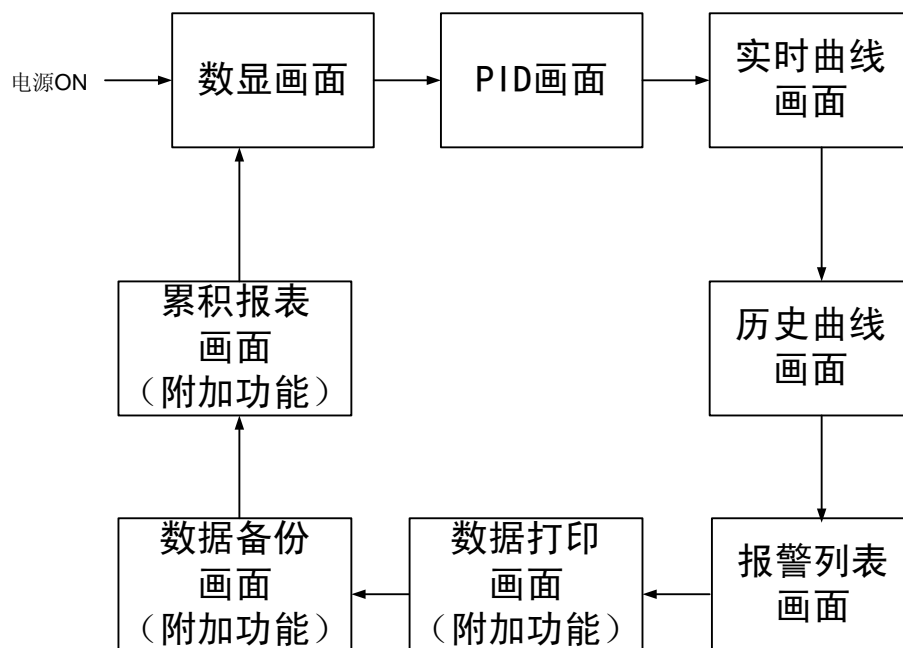 电源ON
数显画面
PID画面
实时曲线
画面
累积报表
画面
（附加功能）
历史曲线
画面
数据备份
画面
（附加功能）
数据打印
画面
（附加功能）
报警列表
画面